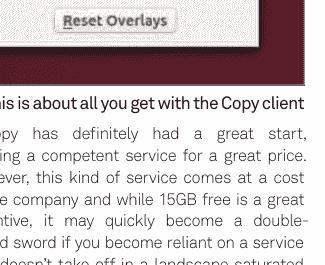 Reset Overlays
is is about all you get with the Copy client
py has definitely had a great start,
ing a competent service for a great price.
ever, this kind of service comes at a cost
e company and while 15GB free is a great
ntive, it may quickly become a double-
d sword if you become reliant on a service
doesn't take off in a landscape saturated